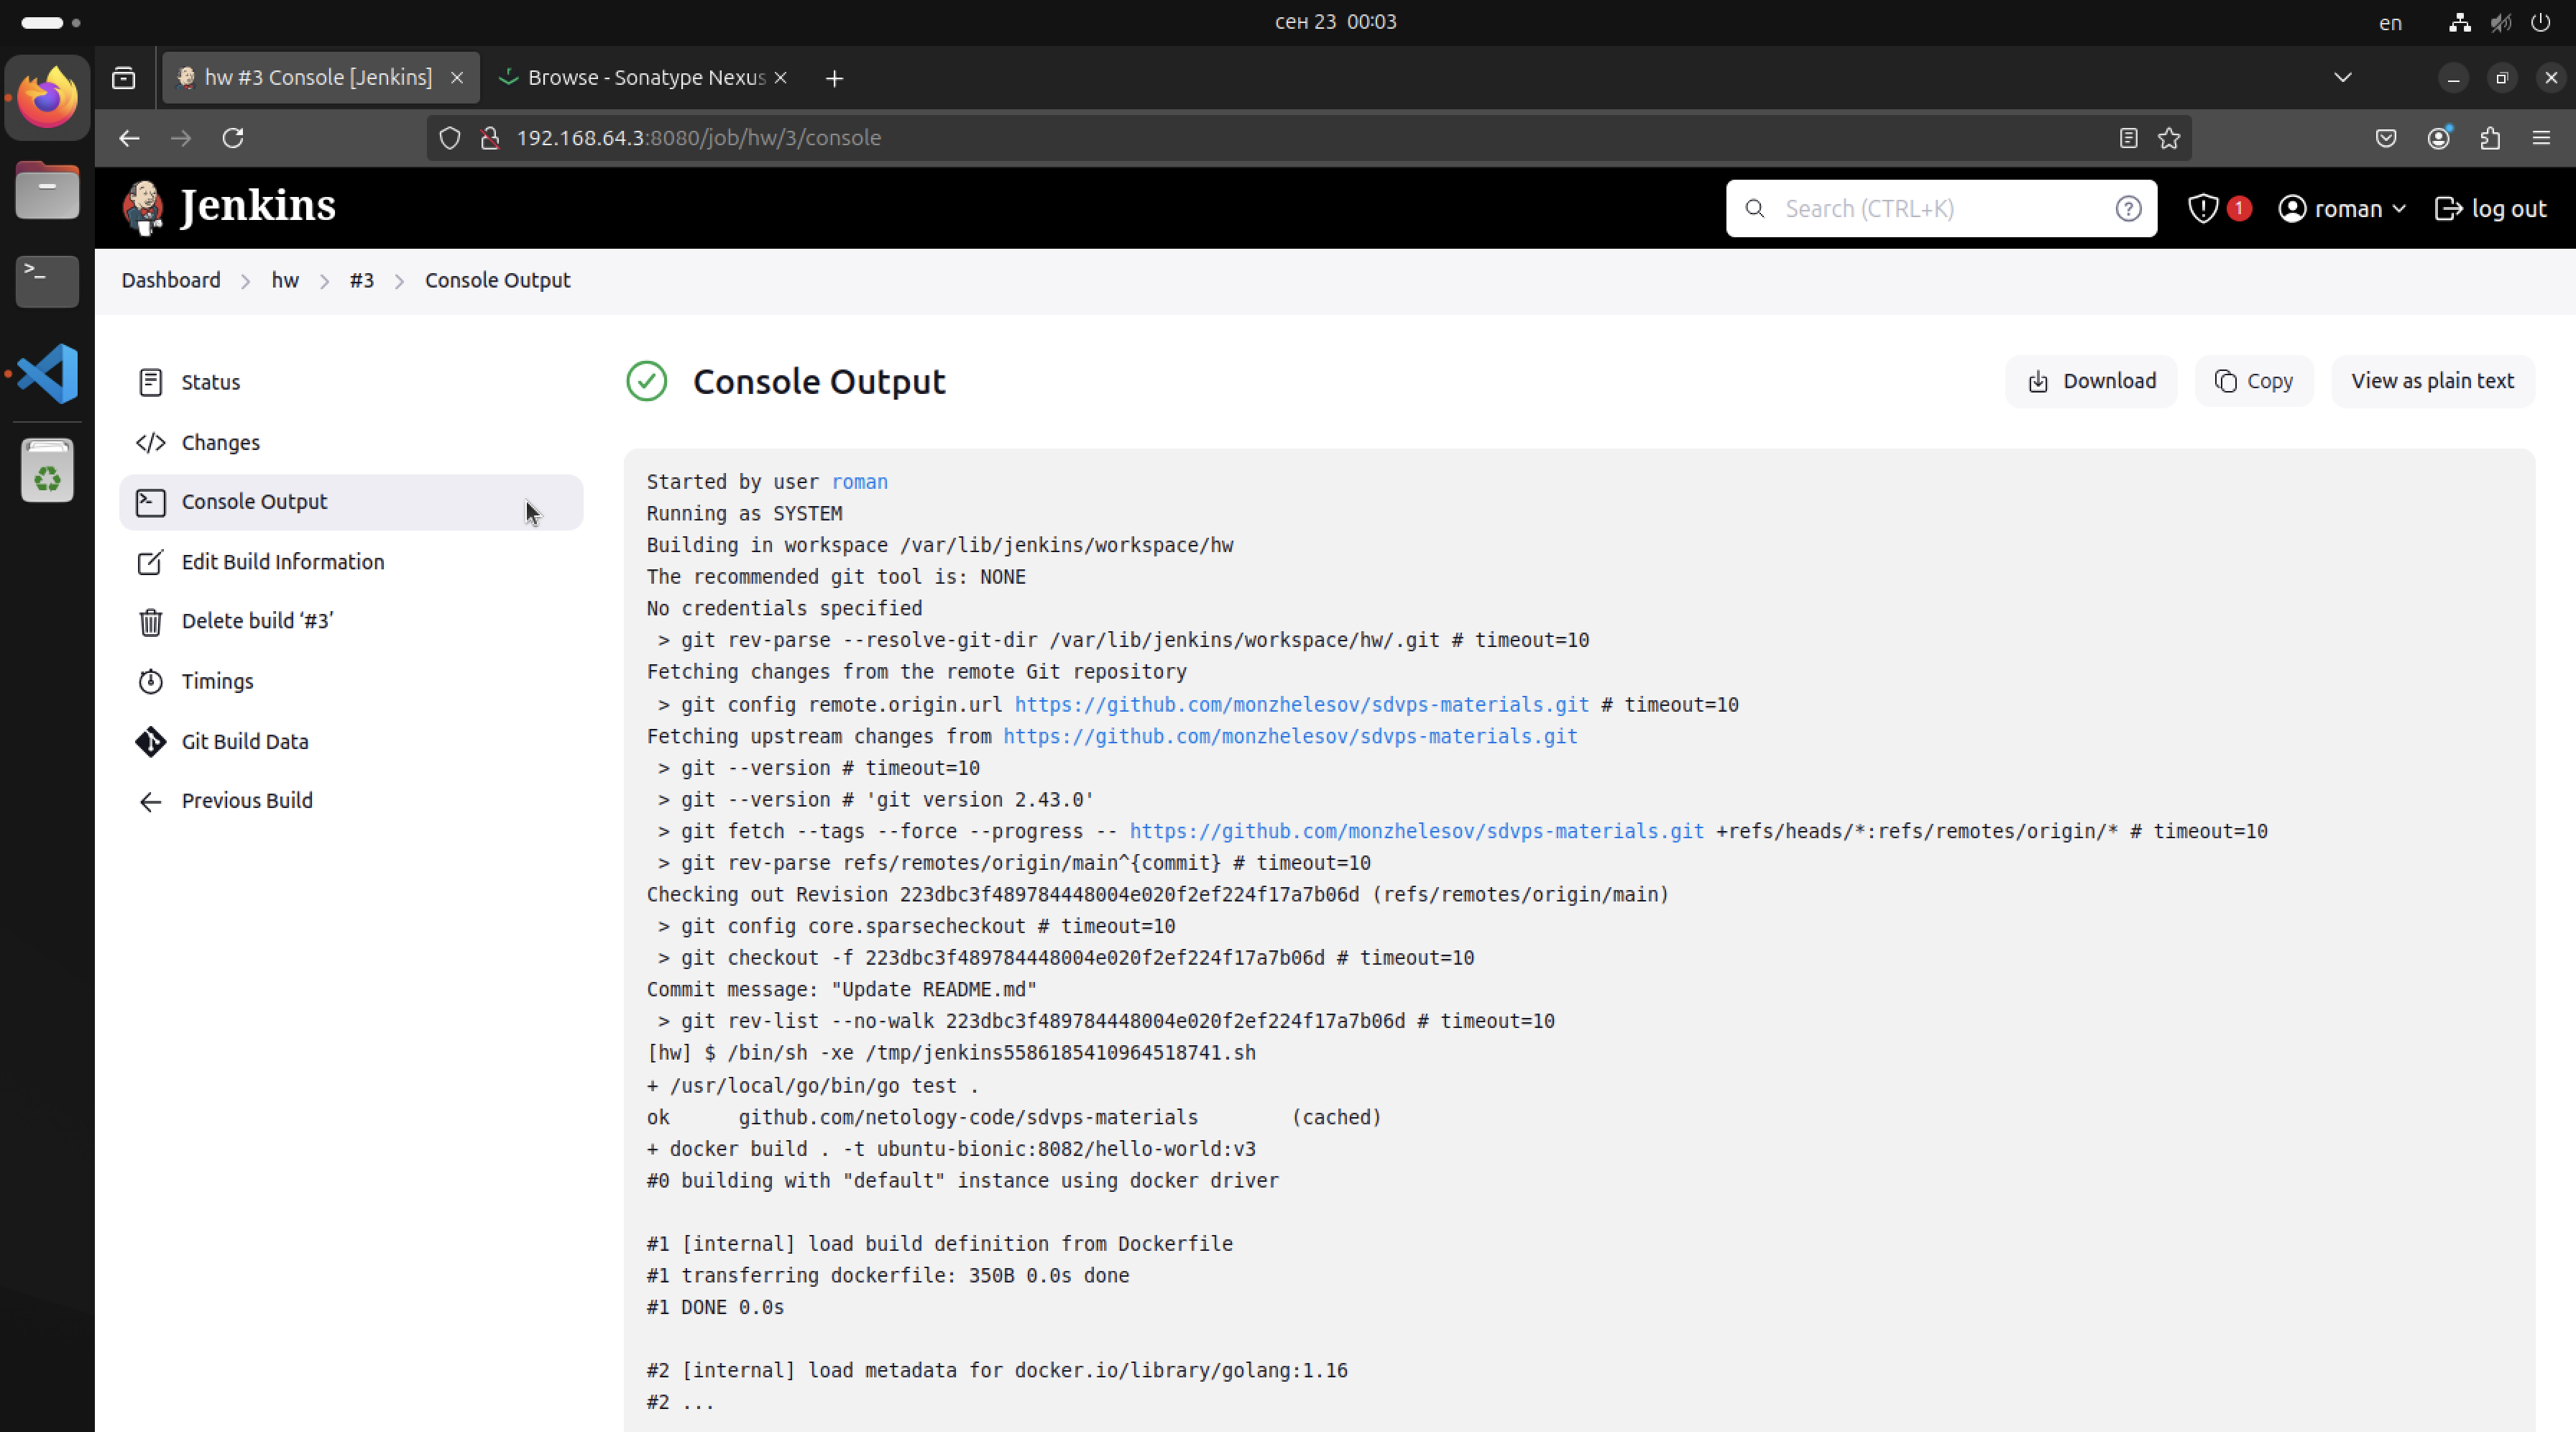 сен 23 00:03
en
hw #3 Console [Jenkins]
Browse - Sonatype Nexus
192.168.64.3:8080/job/hw/3/console
Jenkins
Search (CTRL+K)
1
roman
log out
Dashboard
hw
#3
Console Output
Status
Changes
Console Output
Edit Build Information
Delete build ‘#3’
Timings
Git Build Data
Previous Build
Console Output
Download
Copy
View as plain text
Started by user roman
Running as SYSTEM
Building in workspace /var/lib/jenkins/workspace/hw
The recommended git tool is: NONE
No credentials specified
 > git rev-parse --resolve-git-dir /var/lib/jenkins/workspace/hw/.git # timeout=10
Fetching changes from the remote Git repository
 > git config remote.origin.url https://github.com/monzhelesov/sdvps-materials.git # timeout=10
Fetching upstream changes from https://github.com/monzhelesov/sdvps-materials.git
 > git --version # timeout=10
 > git --version # 'git version 2.43.0'
 > git fetch --tags --force --progress -- https://github.com/monzhelesov/sdvps-materials.git +refs/heads/*:refs/remotes/origin/* # timeout=10
 > git rev-parse refs/remotes/origin/main^{commit} # timeout=10
Checking out Revision 223dbc3f489784448004e020f2ef224f17a7b06d (refs/remotes/origin/main)
 > git config core.sparsecheckout # timeout=10
 > git checkout -f 223dbc3f489784448004e020f2ef224f17a7b06d # timeout=10
Commit message: "Update README.md"
 > git rev-list --no-walk 223dbc3f489784448004e020f2ef224f17a7b06d # timeout=10
[hw] $ /bin/sh -xe /tmp/jenkins5586185410964518741.sh
+ /usr/local/go/bin/go test .
ok      github.com/netology-code/sdvps-materials        (cached)
+ docker build . -t ubuntu-bionic:8082/hello-world:v3
#0 building with "default" instance using docker driver
#1 [internal] load build definition from Dockerfile
#1 transferring dockerfile: 350B 0.0s done
#1 DONE 0.0s
#2 [internal] load metadata for docker.io/library/golang:1.16
#2 ...